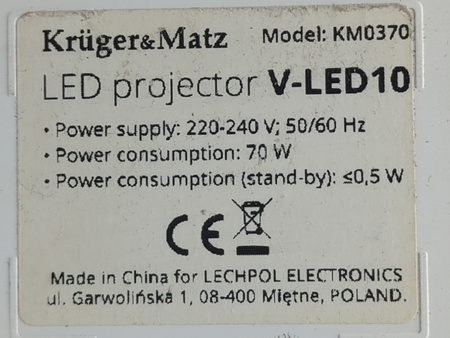 Krüger&Matz Model: KM0370
LED projector V-LED10
• Power supply: 220-240 V; 50/60 Hz
• Power consumption: 70 W
• Power consumption (stand-by): ≤0,5 W
CE
Made in China for LECHPOL ELECTRONICS
ul. Garwolińska 1, 08-400 Miętne, POLAND.